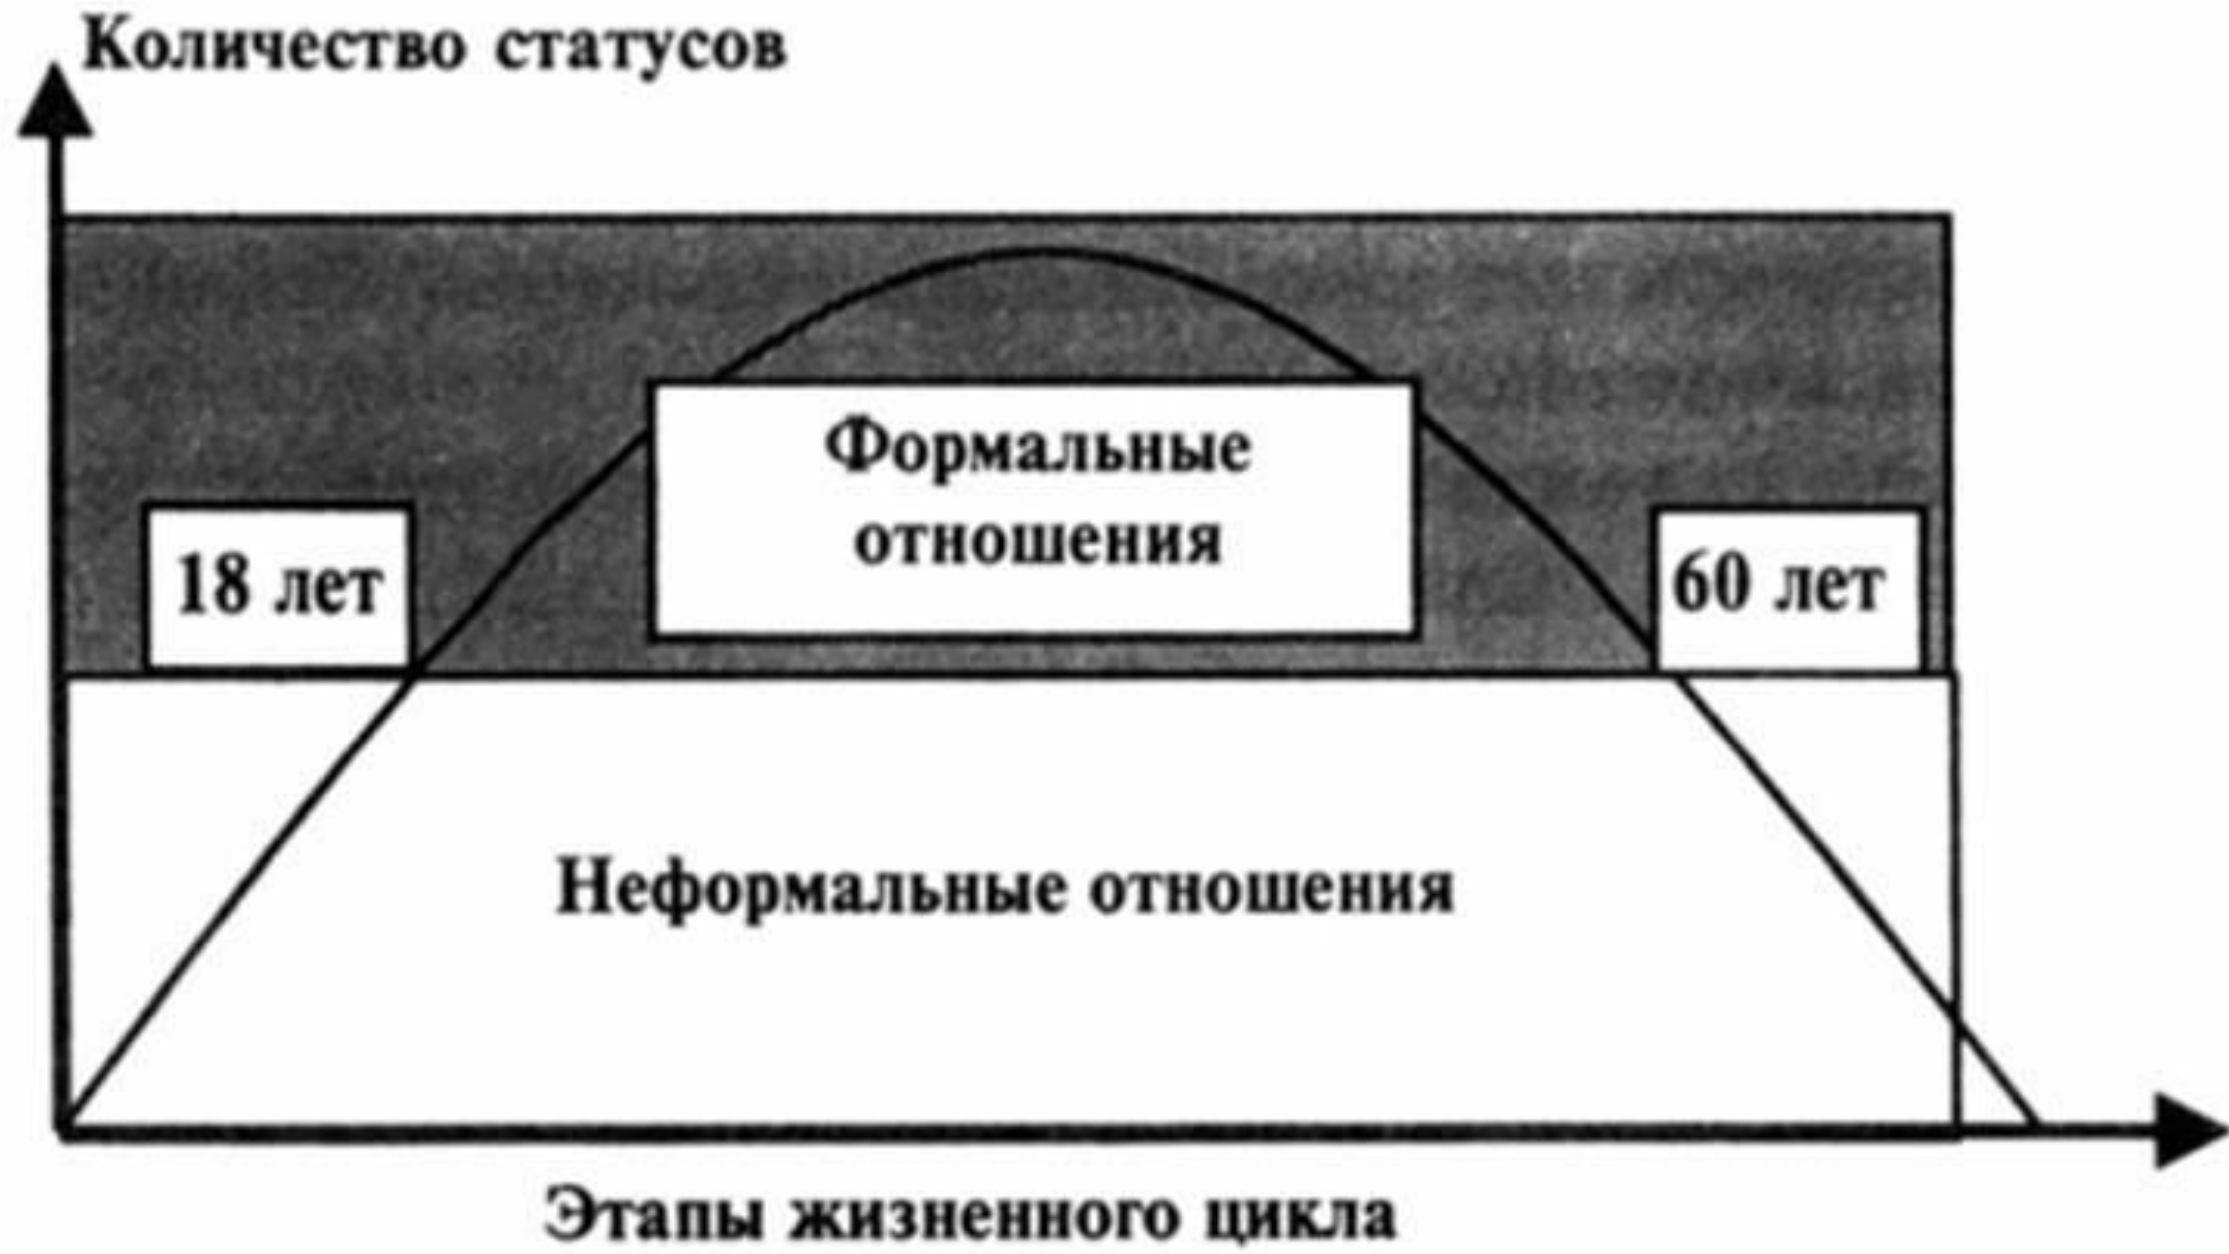 Количество статусов
Формальные
отношения
18 лет
60 лет
Неформальные отношения
Этапы жизненного цикла